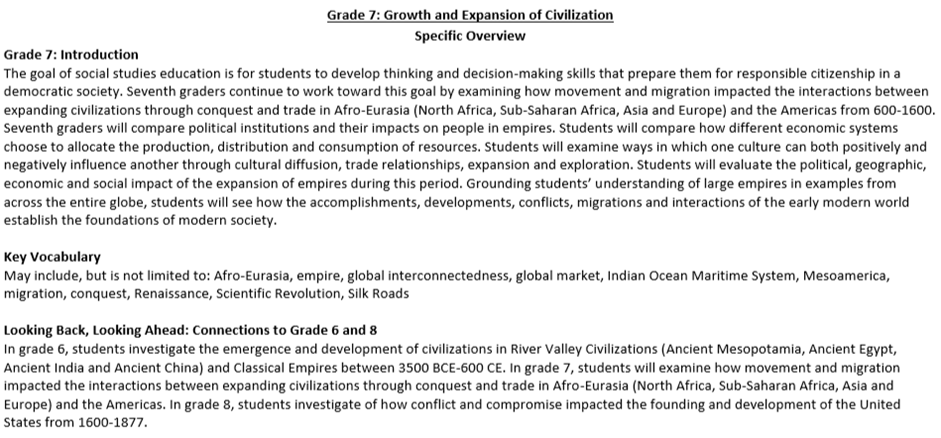 Grade 7: Growth and Expansion of Civilization
Specific Overview
Grade 7: Introduction
The goal of social studies education is for students to develop thinking and decision-making skills that prepare them for responsible citizenship in a
democratic society. Seventh graders continue to work toward this goal by examining how movement and migration impacted the interactions between
expanding civilizations through conquest and trade in Afro-Eurasia (North Africa, Sub-Saharan Africa, Asia and Europe) and the Americas from 600-1600.
Seventh graders will compare political institutions and their impacts on people in empires. Students will compare how different economic systems
choose to allocate the production, distribution and consumption of resources. Students will examine ways in which one culture can both positively and
negatively influence another through cultural diffusion, trade relationships, expansion and exploration. Students will evaluate the political, geographic,
economic and social impact of the expansion of empires during this period. Grounding students’ understanding of large empires in examples from
across the entire globe, students will see how the accomplishments, developments, conflicts, migrations and interactions of the early modern world
establish the foundations of modern society.
Key Vocabulary
May include, but is not limited to: Afro-Eurasia, empire, global interconnectedness, global market, Indian Ocean Maritime System, Mesoamerica,
migration, conquest, Renaissance, Scientific Revolution, Silk Roads
Looking Back, Looking Ahead: Connections to Grade 6 and 8
In grade 6, students investigate the emergence and development of civilizations in River Valley Civilizations (Ancient Mesopotamia, Ancient Egypt,
Ancient India and Ancient China) and Classical Empires between 3500 BCE-600 CE. In grade 7, students will examine how movement and migration
impacted the interactions between expanding civilizations through conquest and trade in Afro-Eurasia (North Africa, Sub-Saharan Africa, Asia and
Europe) and the Americas. In grade 8, students investigate of how conflict and compromise impacted the founding and development of the United
States from 1600-1877.